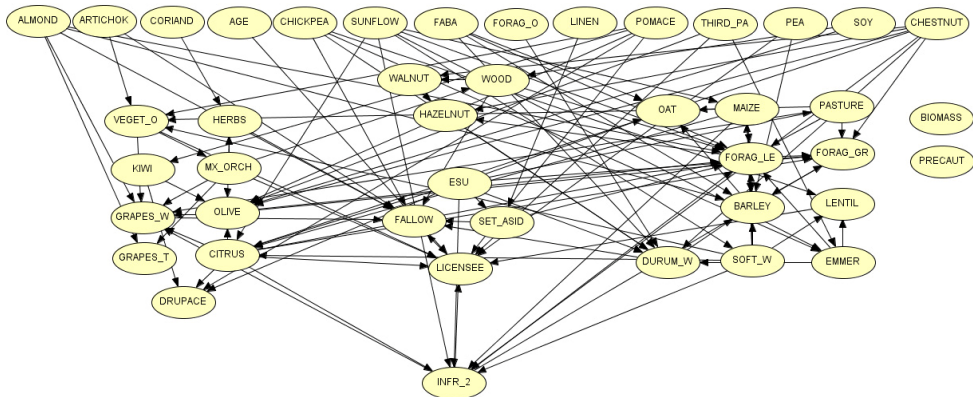 ALMOND
ARTICHOK
CORIAND
AGE
CHICKPEA
SUNFLOW
FABA
FORAG_O
LINEN
POMACE
THIRD_PA
PEA
SOY
CHESTNUT
WALNUT
WOOD
VEGET_O
HERBS
HAZELNUT
OAT
MAIZE
PASTURE
BIOMASS
KIWI
MX_ORCH
ESU
FORAG_LE
FORAG_GR
PRECAUT
GRAPES_W
OLIVE
FALLOW
SET_ASID
BARLEY
LENTIL
GRAPES_T
CITRUS
LICENSEE
DURUM_W
SOFT_W
EMMER
DRUPACE
INFR_2